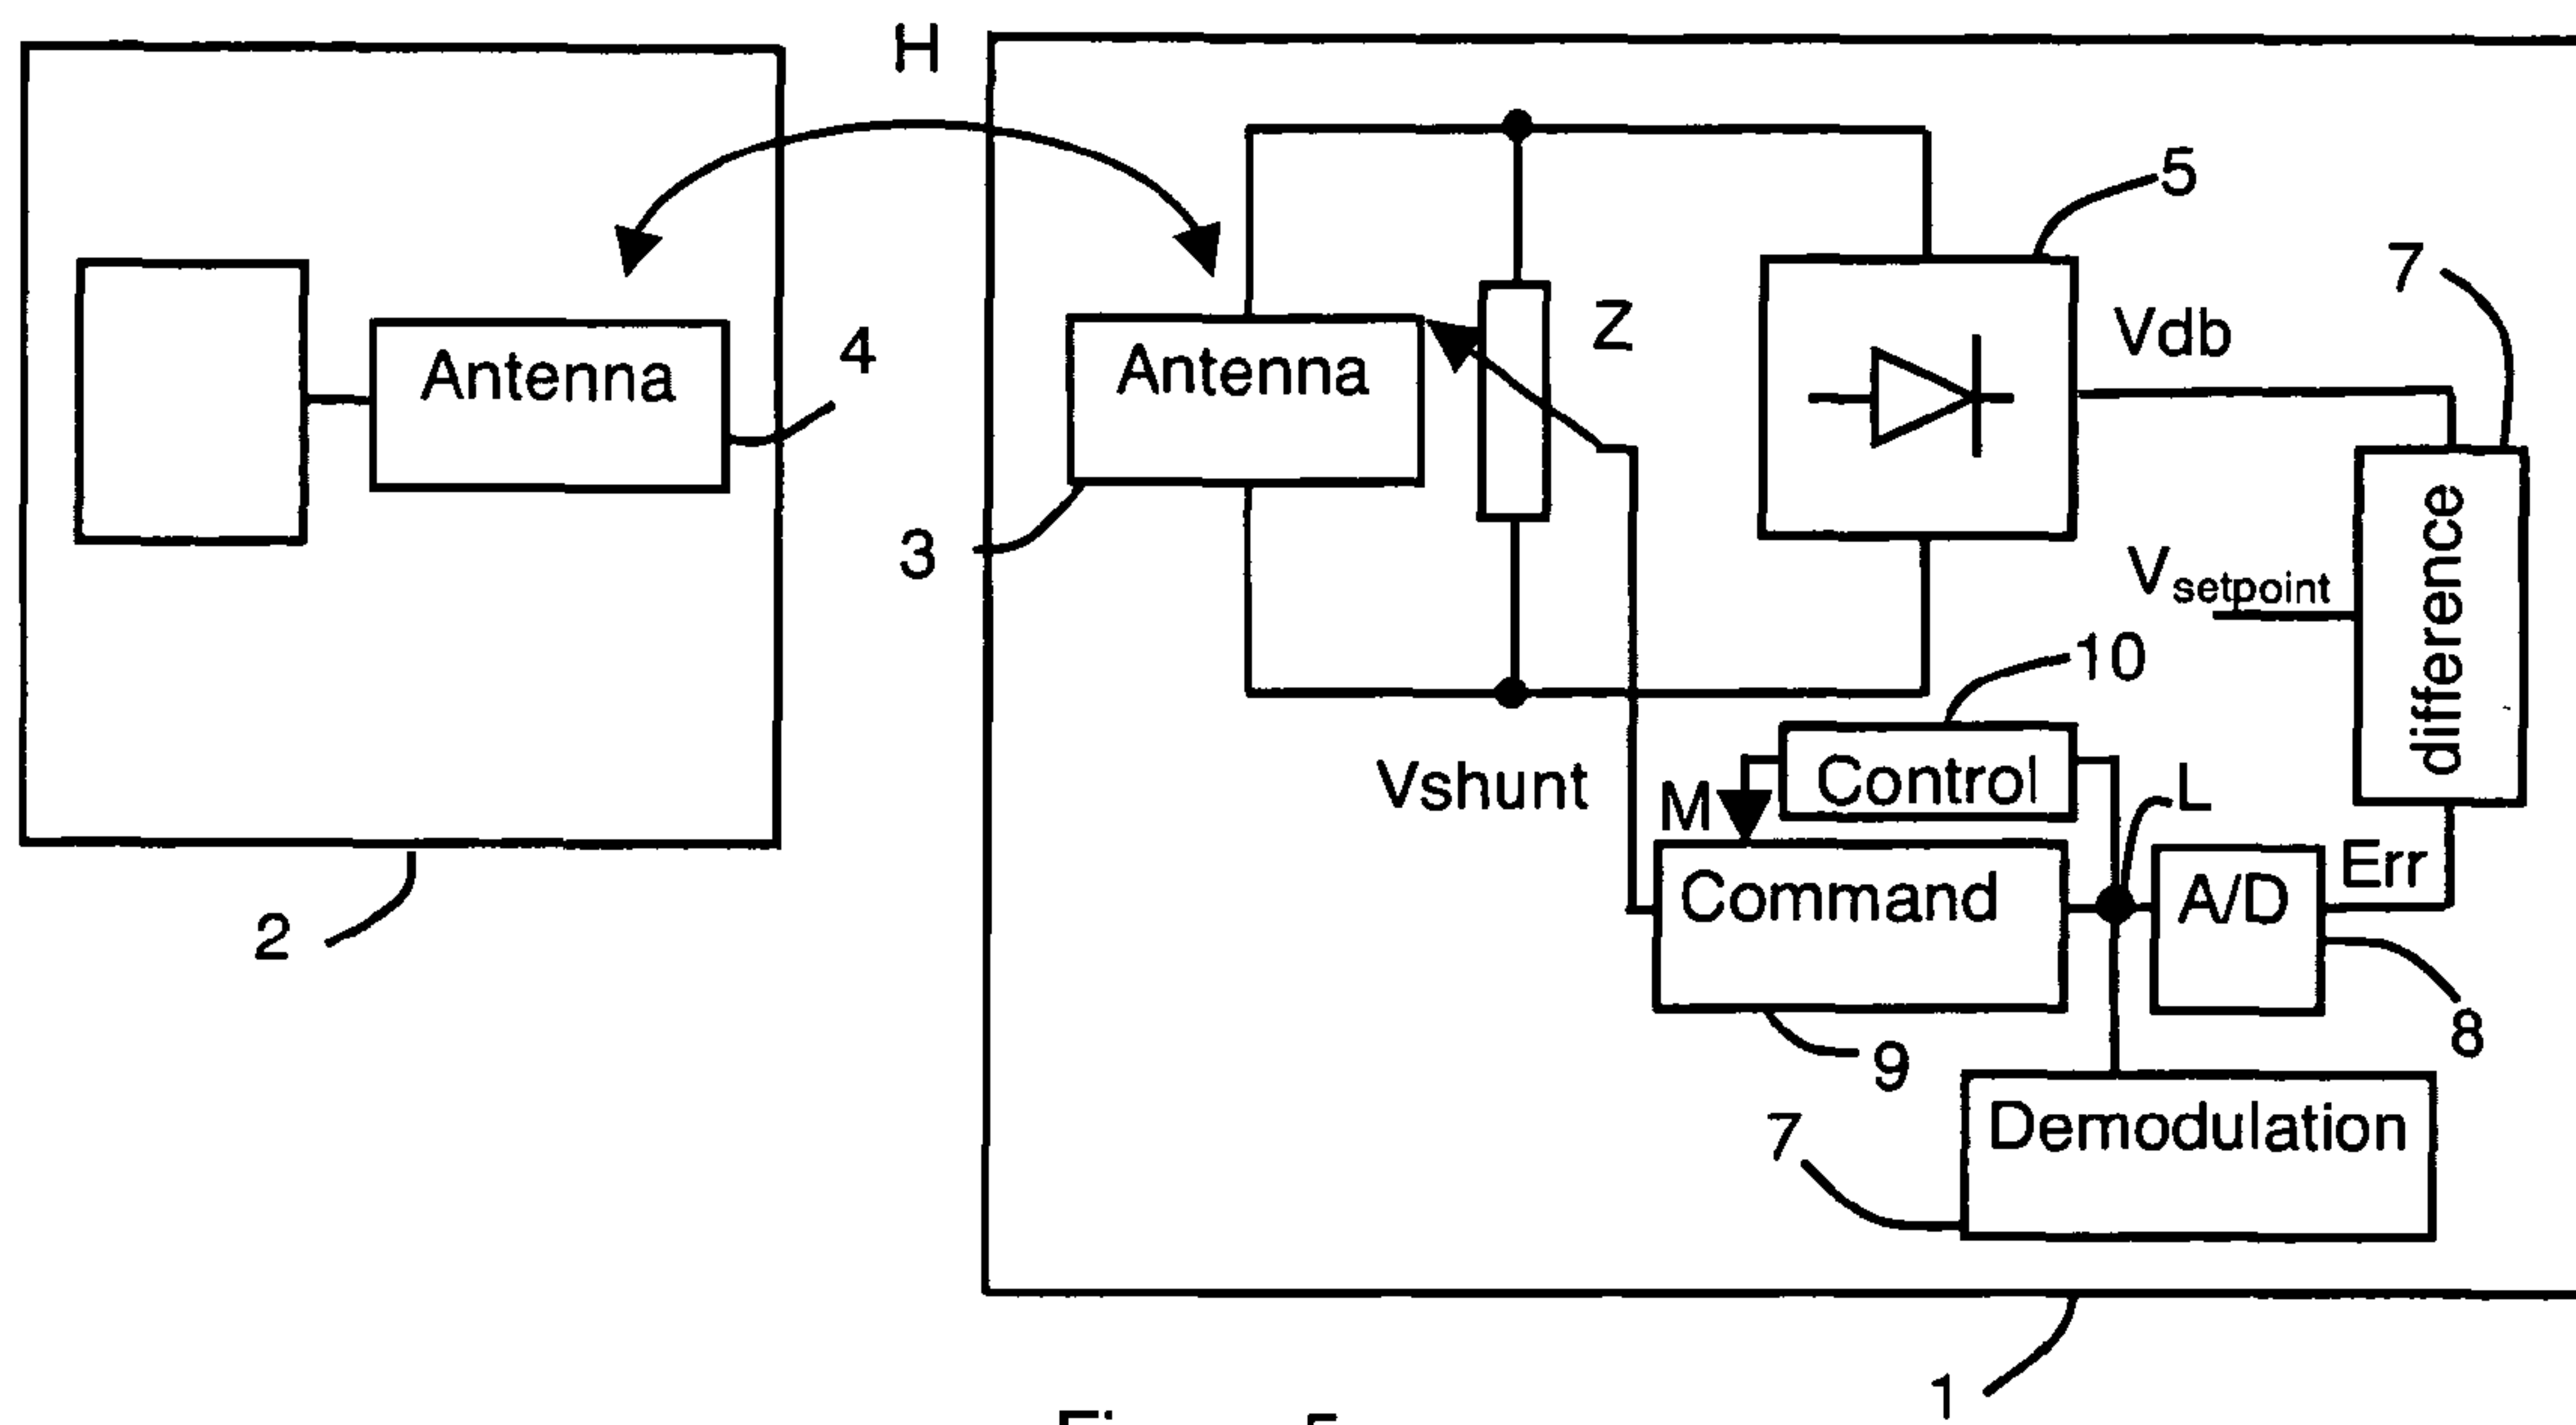 H
5
7
4
Antenna
Antenna
Z
Vdb
3
difference
Vsetpoint
10
Vshunt
M
Control
L
2
Command
A/D
Err
8
9
7
Demodulation
1